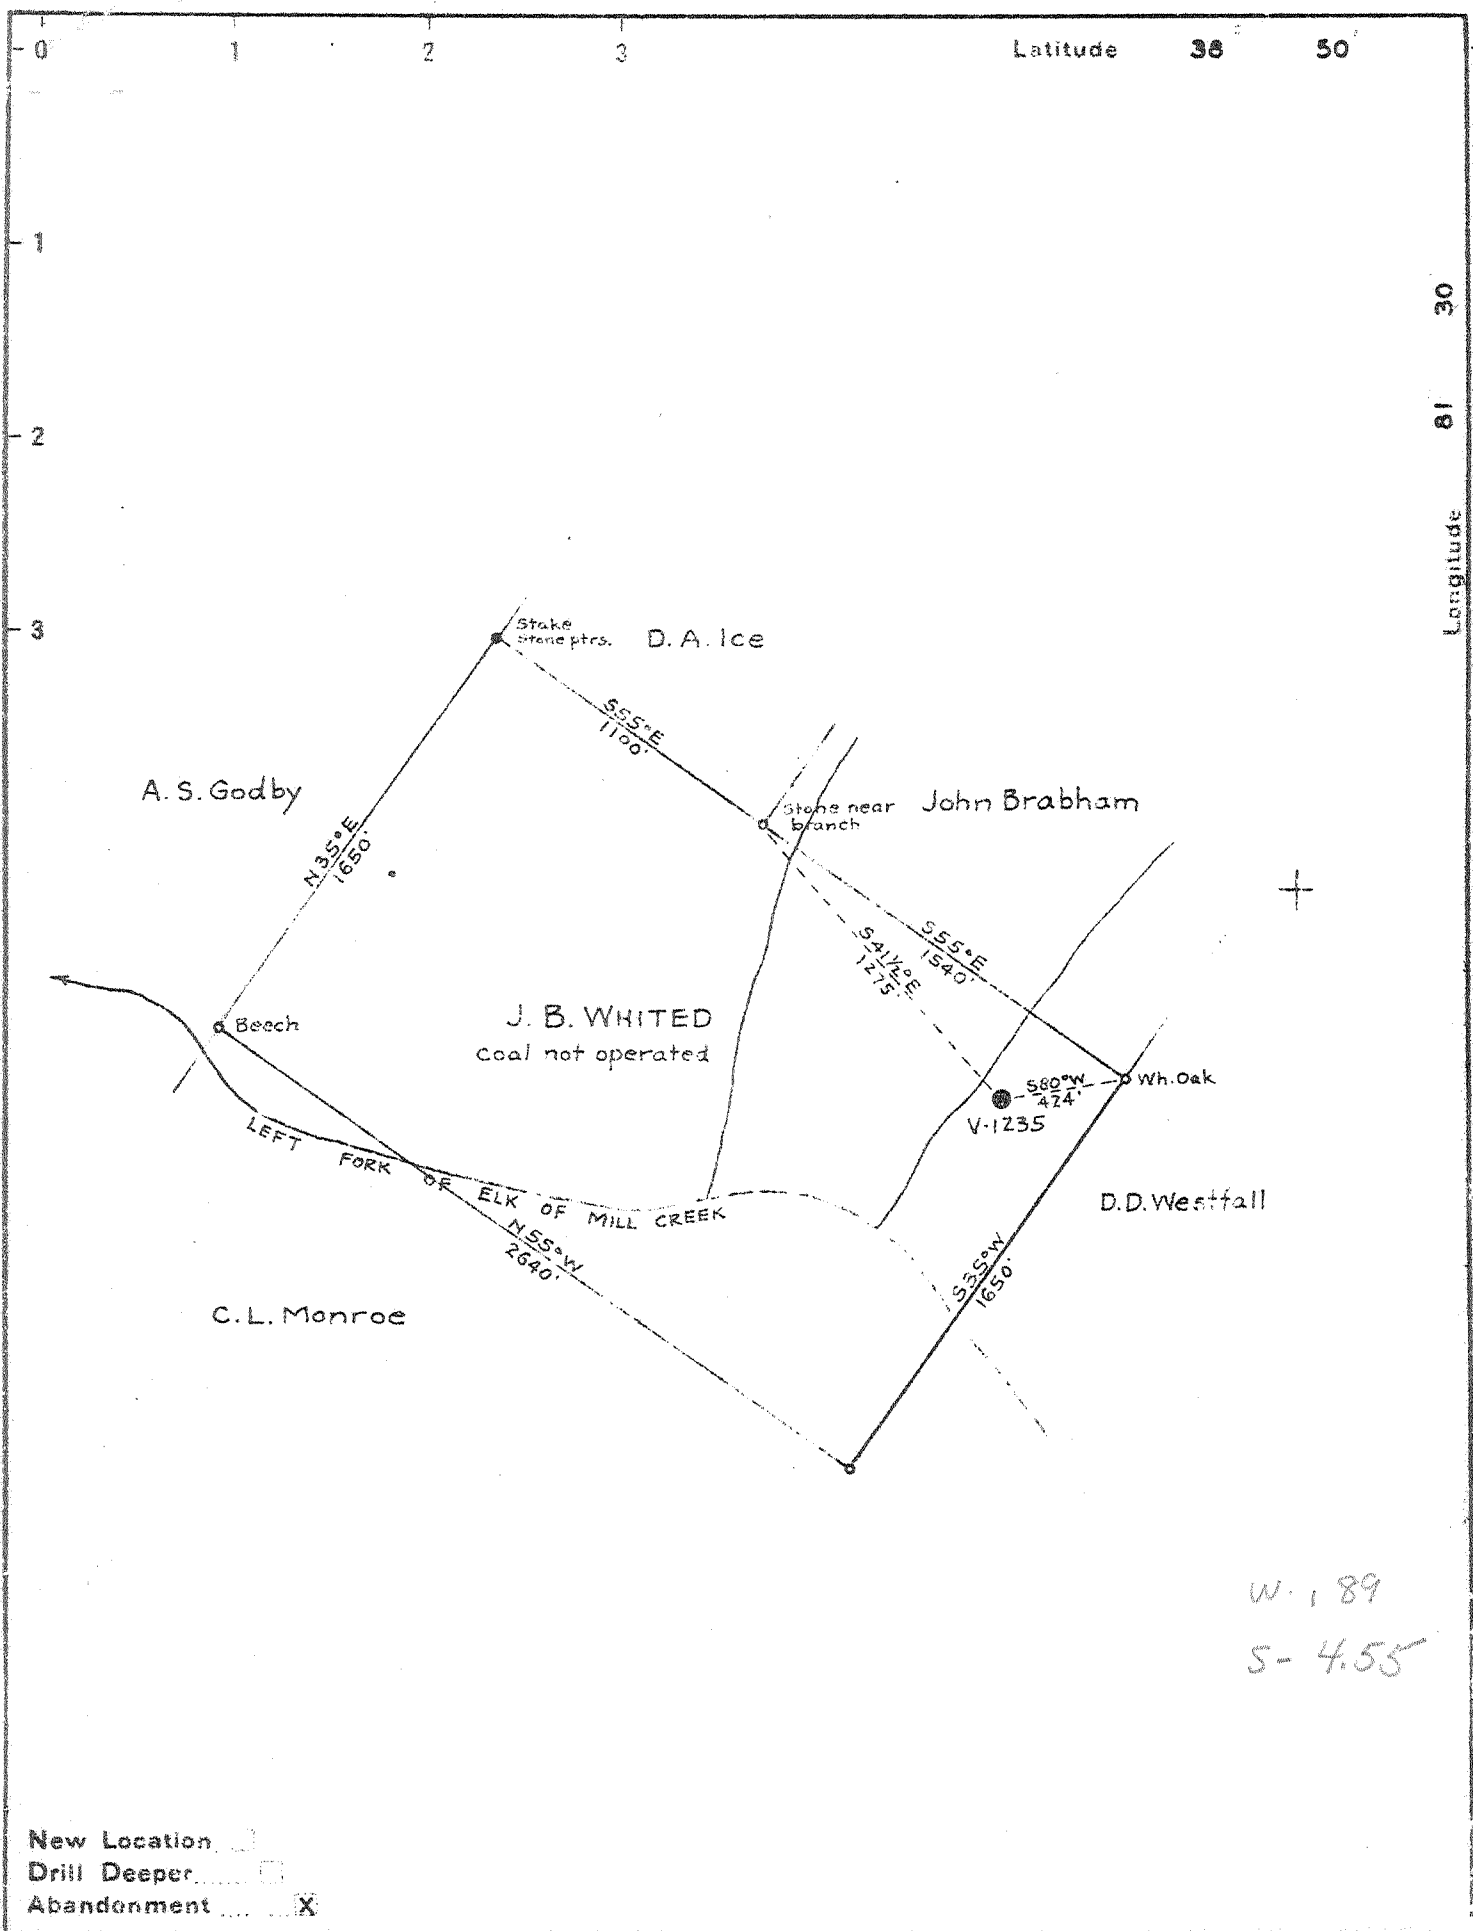 0 1 2 3 Latitude 38° 50'
1
30
81
2
Longitude
3
Stake
Stone ptrs.
D. A. Ice
S55°E
1100'
A. S. Godby
Stone near
branch
John Brabham
N35°E
1650'
S55°E
1540'
S41½°E
1275'
Beech
J. B. WHITED
coal not operated
S80°W
424'
Wh. Oak
V-1235
LEFT FORK OF ELK OF MILL CREEK
D.D. Westfall
N55°W
2640'
S35°W
1650'
C. L. Monroe
W. , 89
S- 4.55
New Location
Drill Deeper
Abandonment X